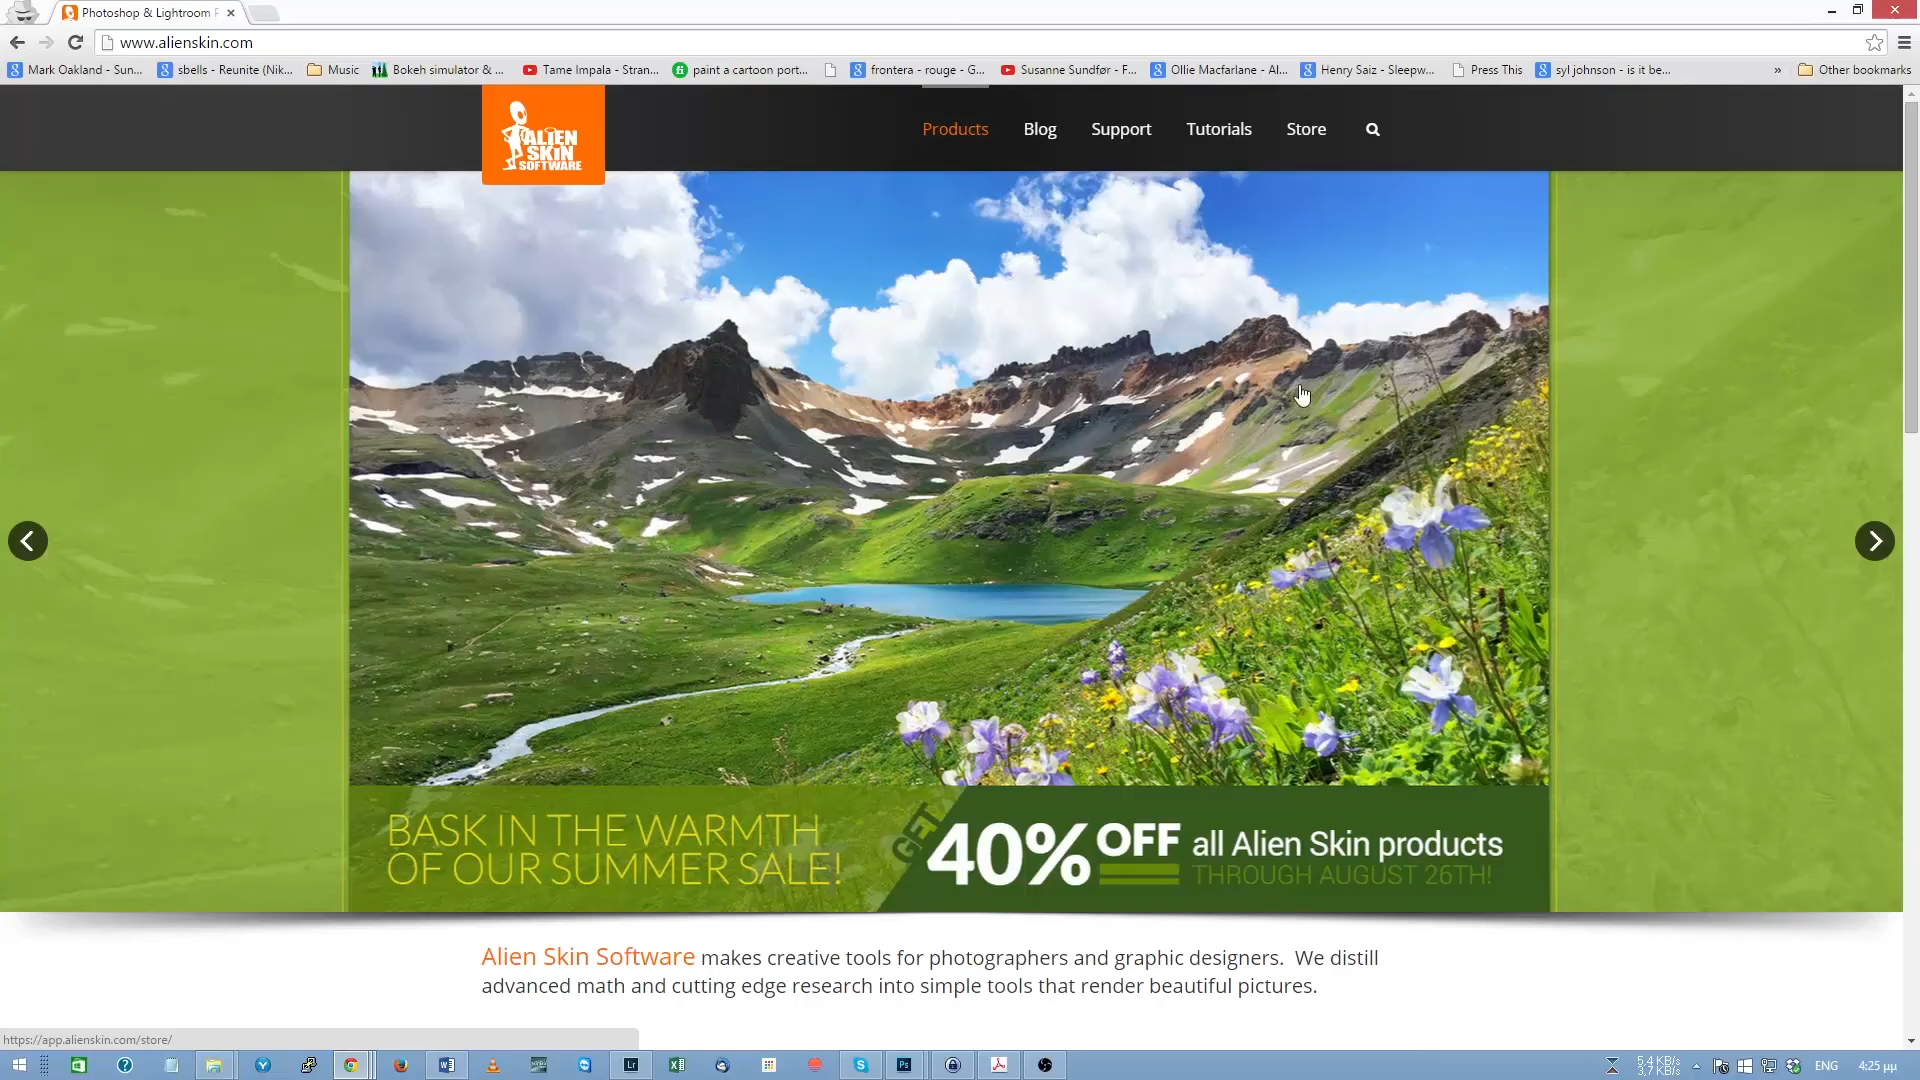 Photoshop & Lightroom P
www.alienskin.com
Mark Oakland - Sun...
sbells - Reunite (Nik...
Music
Bokeh simulator & ...
Tame Impala - Stran...
paint a cartoon port...
frontera - rouge - G...
Susanne Sundfør - F...
Ollie Macfarlane - Al...
Henry Saiz - Sleepw...
Press This
syl johnson - is it be...
»
Other bookmarks
ALIEN
SKIN
SOFTWARE
Products
Blog
Support
Tutorials
Store
BASK IN THE WARMTH
OF OUR SUMMER SALE!
GET
40% OFF all Alien Skin products
THROUGH AUGUST 26TH!
Alien Skin Software makes creative tools for photographers and graphic designers. We distill
advanced math and cutting edge research into simple tools that render beautiful pictures.
https://app.alienskin.com/store/
5,4 KB/s
3,7 KB/s
ENG
4:25 μμ